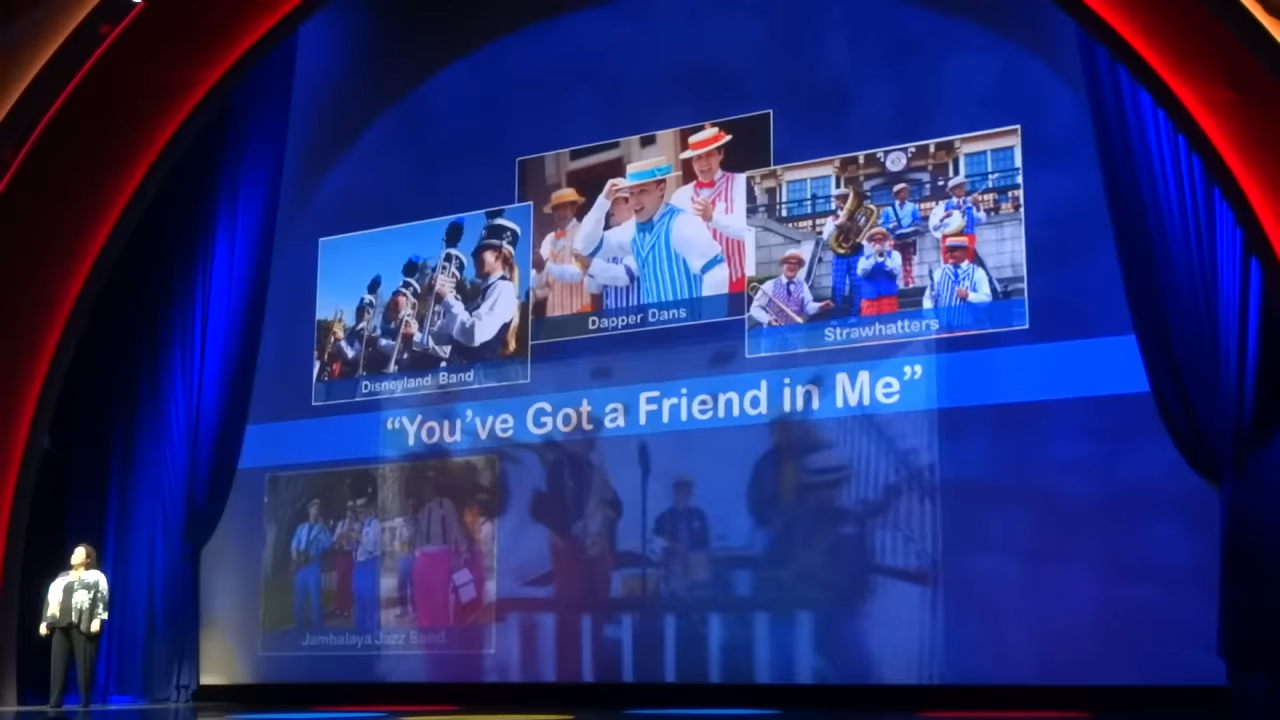 Disneyland Band
Dapper Dans
Strawhatters
“You’ve Got a Friend in Me”
Jambalaya Jazz Band